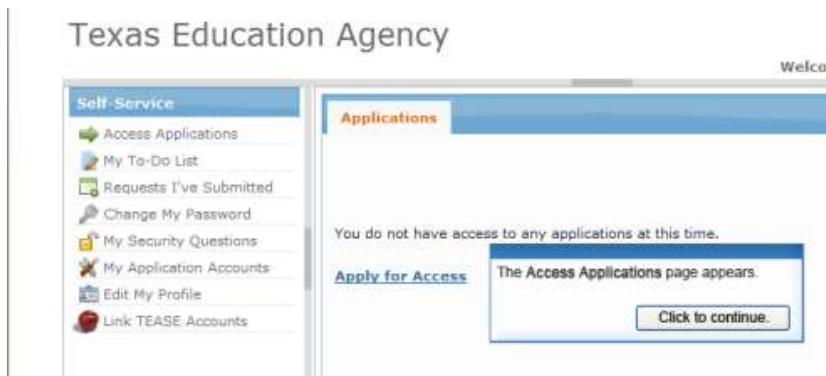 Texas Education Agency
Welco
Self-Service
Access Applications
My To-Do List
Requests I've Submitted
Change My Password
My Security Questions
My Application Accounts
Edit My Profile
Link TEASE Accounts
Applications
You do not have access to any applications at this time.
Apply for Access
The Access Applications page appears.
Click to continue.